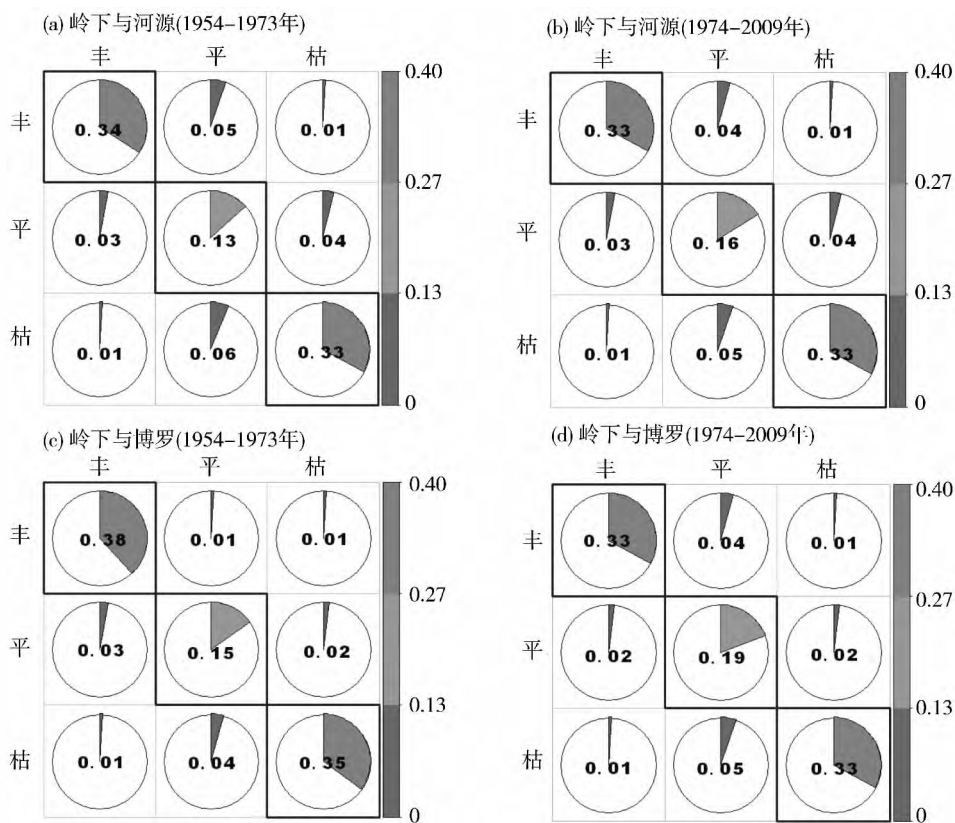 (a) 岭下与河源(1954-1973年)
丰 平 枯
丰 0.34 0.05 0.01 0.40
0.27
平 0.03 0.13 0.04
0.13
枯 0.01 0.06 0.33
0
(b) 岭下与河源(1974-2009年)
丰 平 枯
丰 0.33 0.04 0.01 0.40
0.27
平 0.03 0.16 0.04
0.13
枯 0.01 0.05 0.33
0
(c) 岭下与博罗(1954-1973年)
丰 平 枯
丰 0.38 0.01 0.01 0.40
0.27
平 0.03 0.15 0.02
0.13
枯 0.01 0.04 0.35
0
(d) 岭下与博罗(1974-2009年)
丰 平 枯
丰 0.33 0.04 0.01 0.40
0.27
平 0.02 0.19 0.02
0.13
枯 0.01 0.05 0.33
0